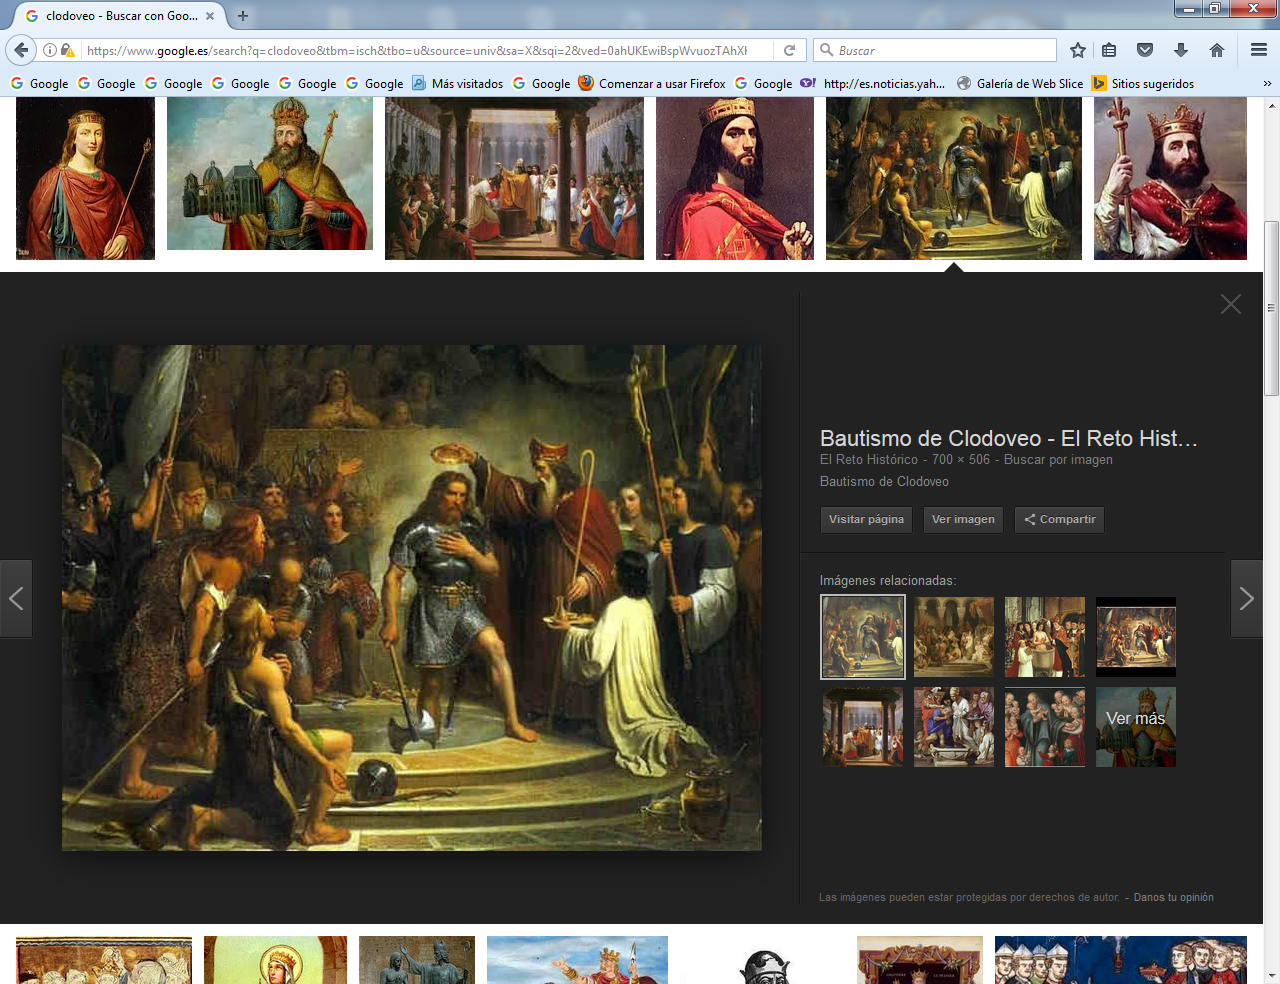 clodoveo - Buscar con Goo...
https://www.google.es/search?q=clodoveo&tbm=isch&tbo=u&source=univ&sa=X&sqi=2&ved=0ahUKEwiBspWvuozTAhXl
Buscar
Google Google Google Google Google Google Más visitados Google Comenzar a usar Firefox Google http://es.noticias.yah... Galería de Web Slice Sitios sugeridos »
Bautismo de Clodoveo - El Reto Hist...
El Reto Histórico - 700 × 506 - Buscar por imagen
Bautismo de Clodoveo
Visitar página Ver imagen Compartir
Imágenes relacionadas:
Ver más
Las imágenes pueden estar protegidas por derechos de autor. - Danos tu opinión